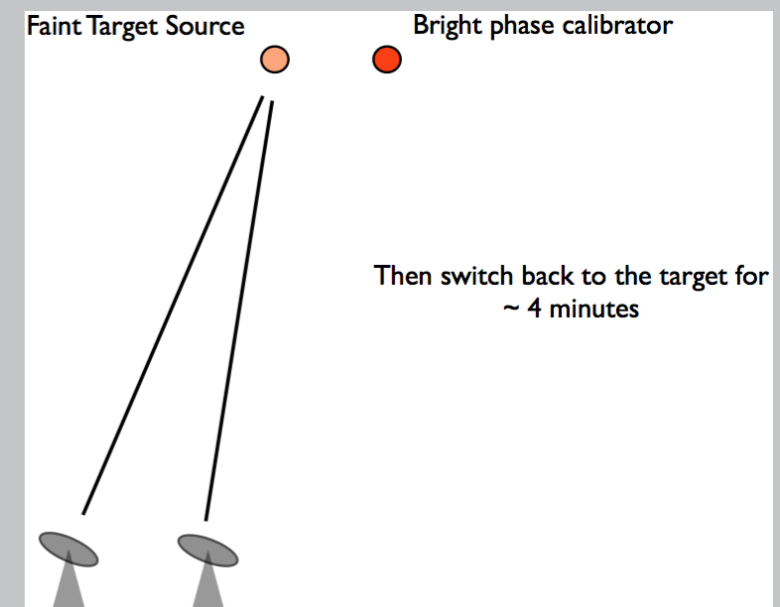 Faint Target Source
Bright phase calibrator
Then switch back to the target for
~ 4 minutes